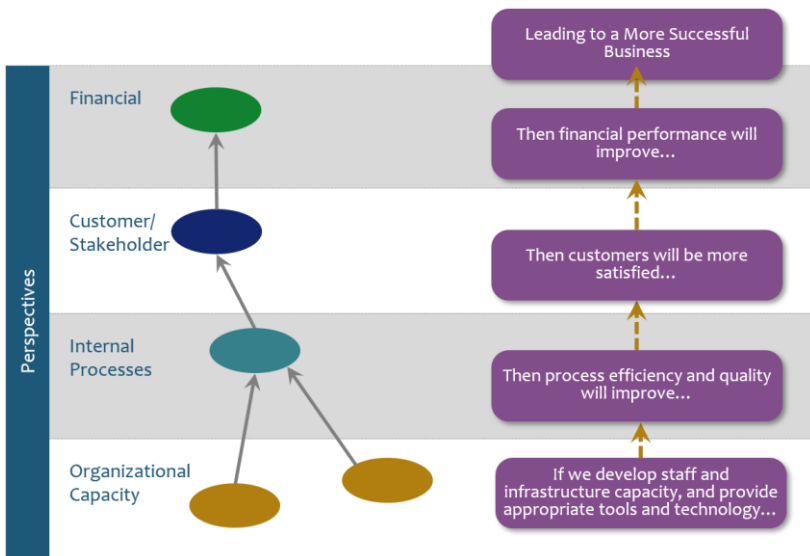 Perspectives
Financial
Customer/
Stakeholder
Internal
Processes
Organizational
Capacity
Leading to a More Successful
Business
Then financial performance will
improve...
Then customers will be more
satisfied...
Then process efficiency and quality
will improve...
If we develop staff and
infrastructure capacity, and provide
appropriate tools and technology...